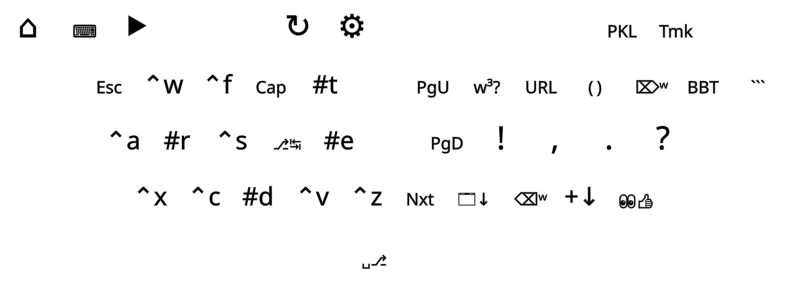 ⌂ ⌨ ▶ ↻ ⚙ PKL Tmk
Esc ^w ^f Cap #t PgU w³? URL () ⌦ʷ BBT ```
^a #r ^s ⎇↹ #e PgD ! , . ?
^x ^c #d ^v ^z Nxt 🗔↓ ⌫ʷ +↓ 👀👍
␣⎇